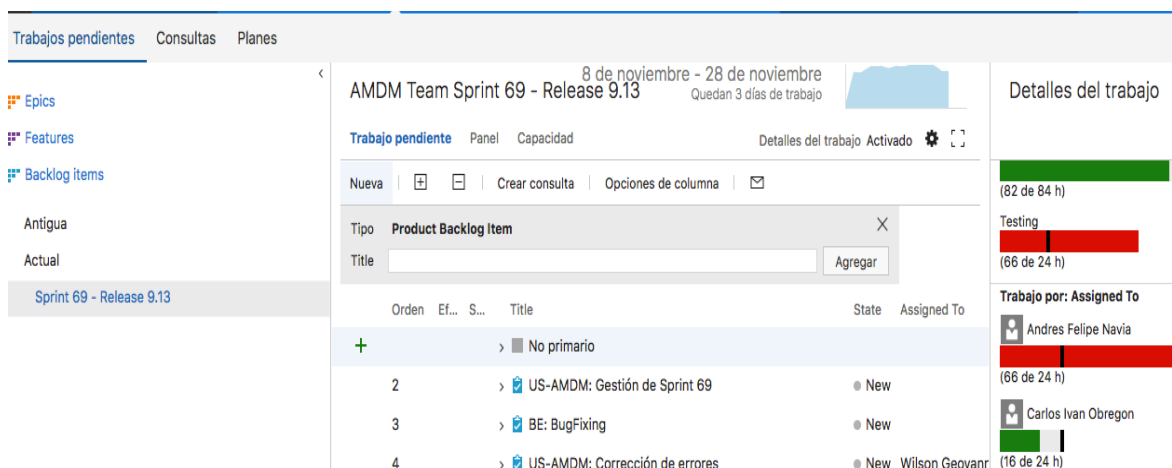 Trabajos pendientes Consultas Planes
Epics
Features
Backlog items
Antigua
Actual
Sprint 69 - Release 9.13
AMDM Team Sprint 69 - Release 9.13
8 de noviembre - 28 de noviembre
Quedan 3 días de trabajo
Trabajo pendiente Panel Capacidad Detalles del trabajo Activado
Nueva Crear consulta Opciones de columna
Tipo Product Backlog Item
Title Agregar
Orden Ef... S... Title State Assigned To
No primario
2 US-AMDM: Gestión de Sprint 69 New
3 BE: BugFixing New
4 US-AMDM: Corrección de errores New Wilson Geovanr
Detalles del trabajo
(82 de 84 h)
Testing
(66 de 24 h)
Trabajo por: Assigned To
Andres Felipe Navia
(66 de 24 h)
Carlos Ivan Obregon
(16 de 24 h)